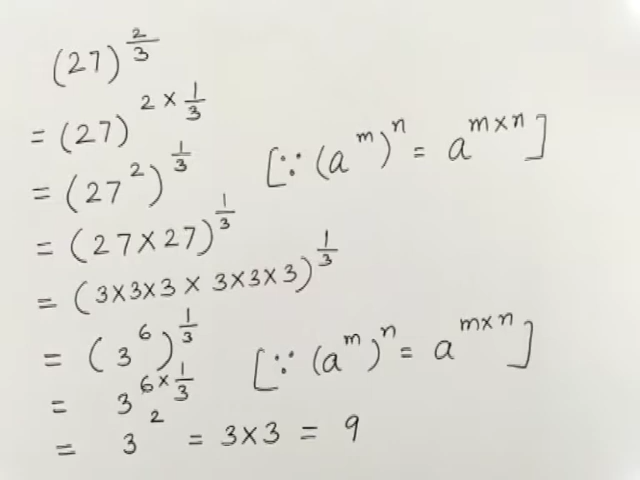 (27)^{2/3}
= (27)^{2 × 1/3}
= (27^2)^{1/3} [∵ (a^m)^n = a^{m×n}]
= (27×27)^{1/3}
= (3×3×3 × 3×3×3)^{1/3}
= (3^6)^{1/3} [∵ (a^m)^n = a^{m×n}]
= 3^{6×1/3}
= 3^2 = 3×3 = 9